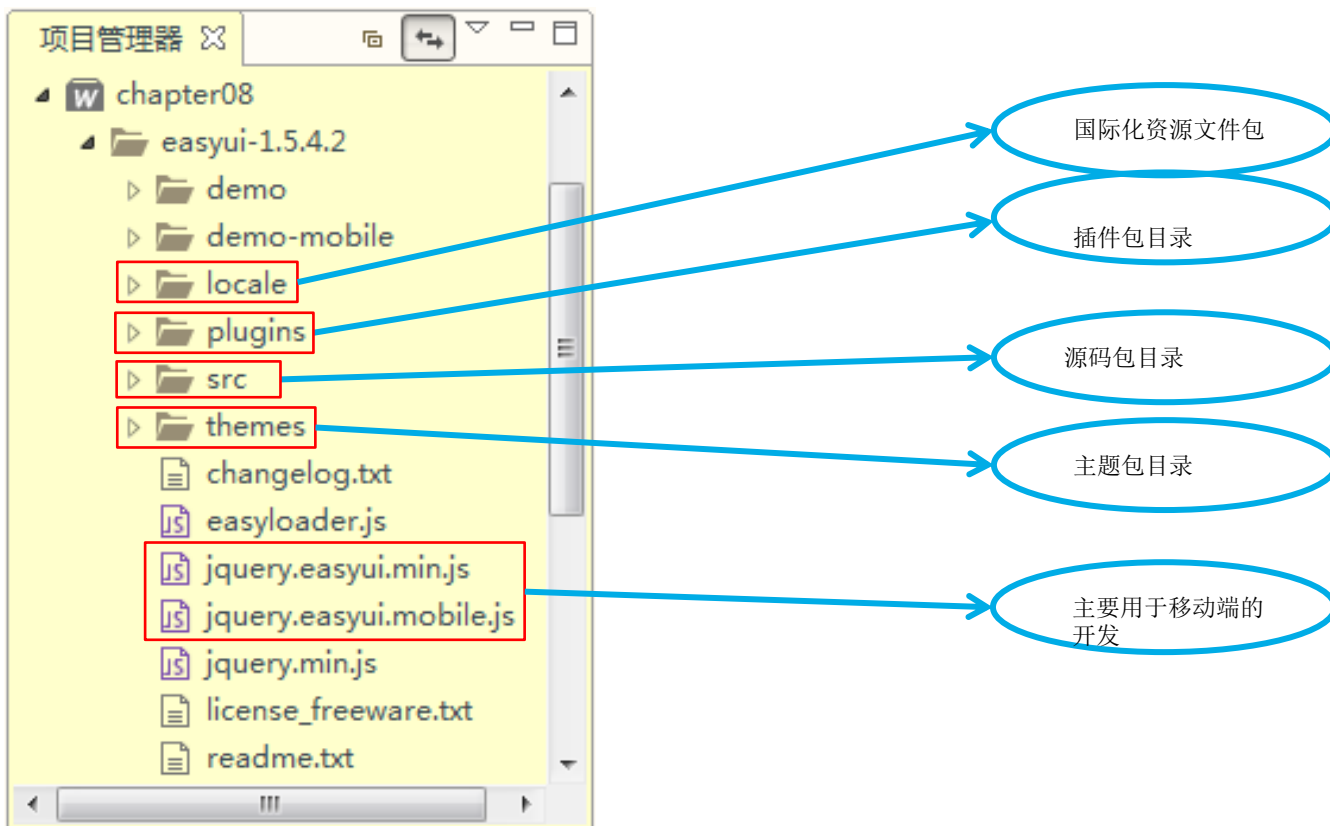 项目管理器
chapter08
国际化资源文件包
easyui-1.5.4.2
demo
demo-mobile
插件包目录
locale
plugins
源码包目录
src
themes
主题包目录
changelog.txt
easyloader.js
jquery.easyui.min.js
jquery.easyui.mobile.js
主要用于移动端的
开发
jquery.min.js
license_freeware.txt
readme.txt